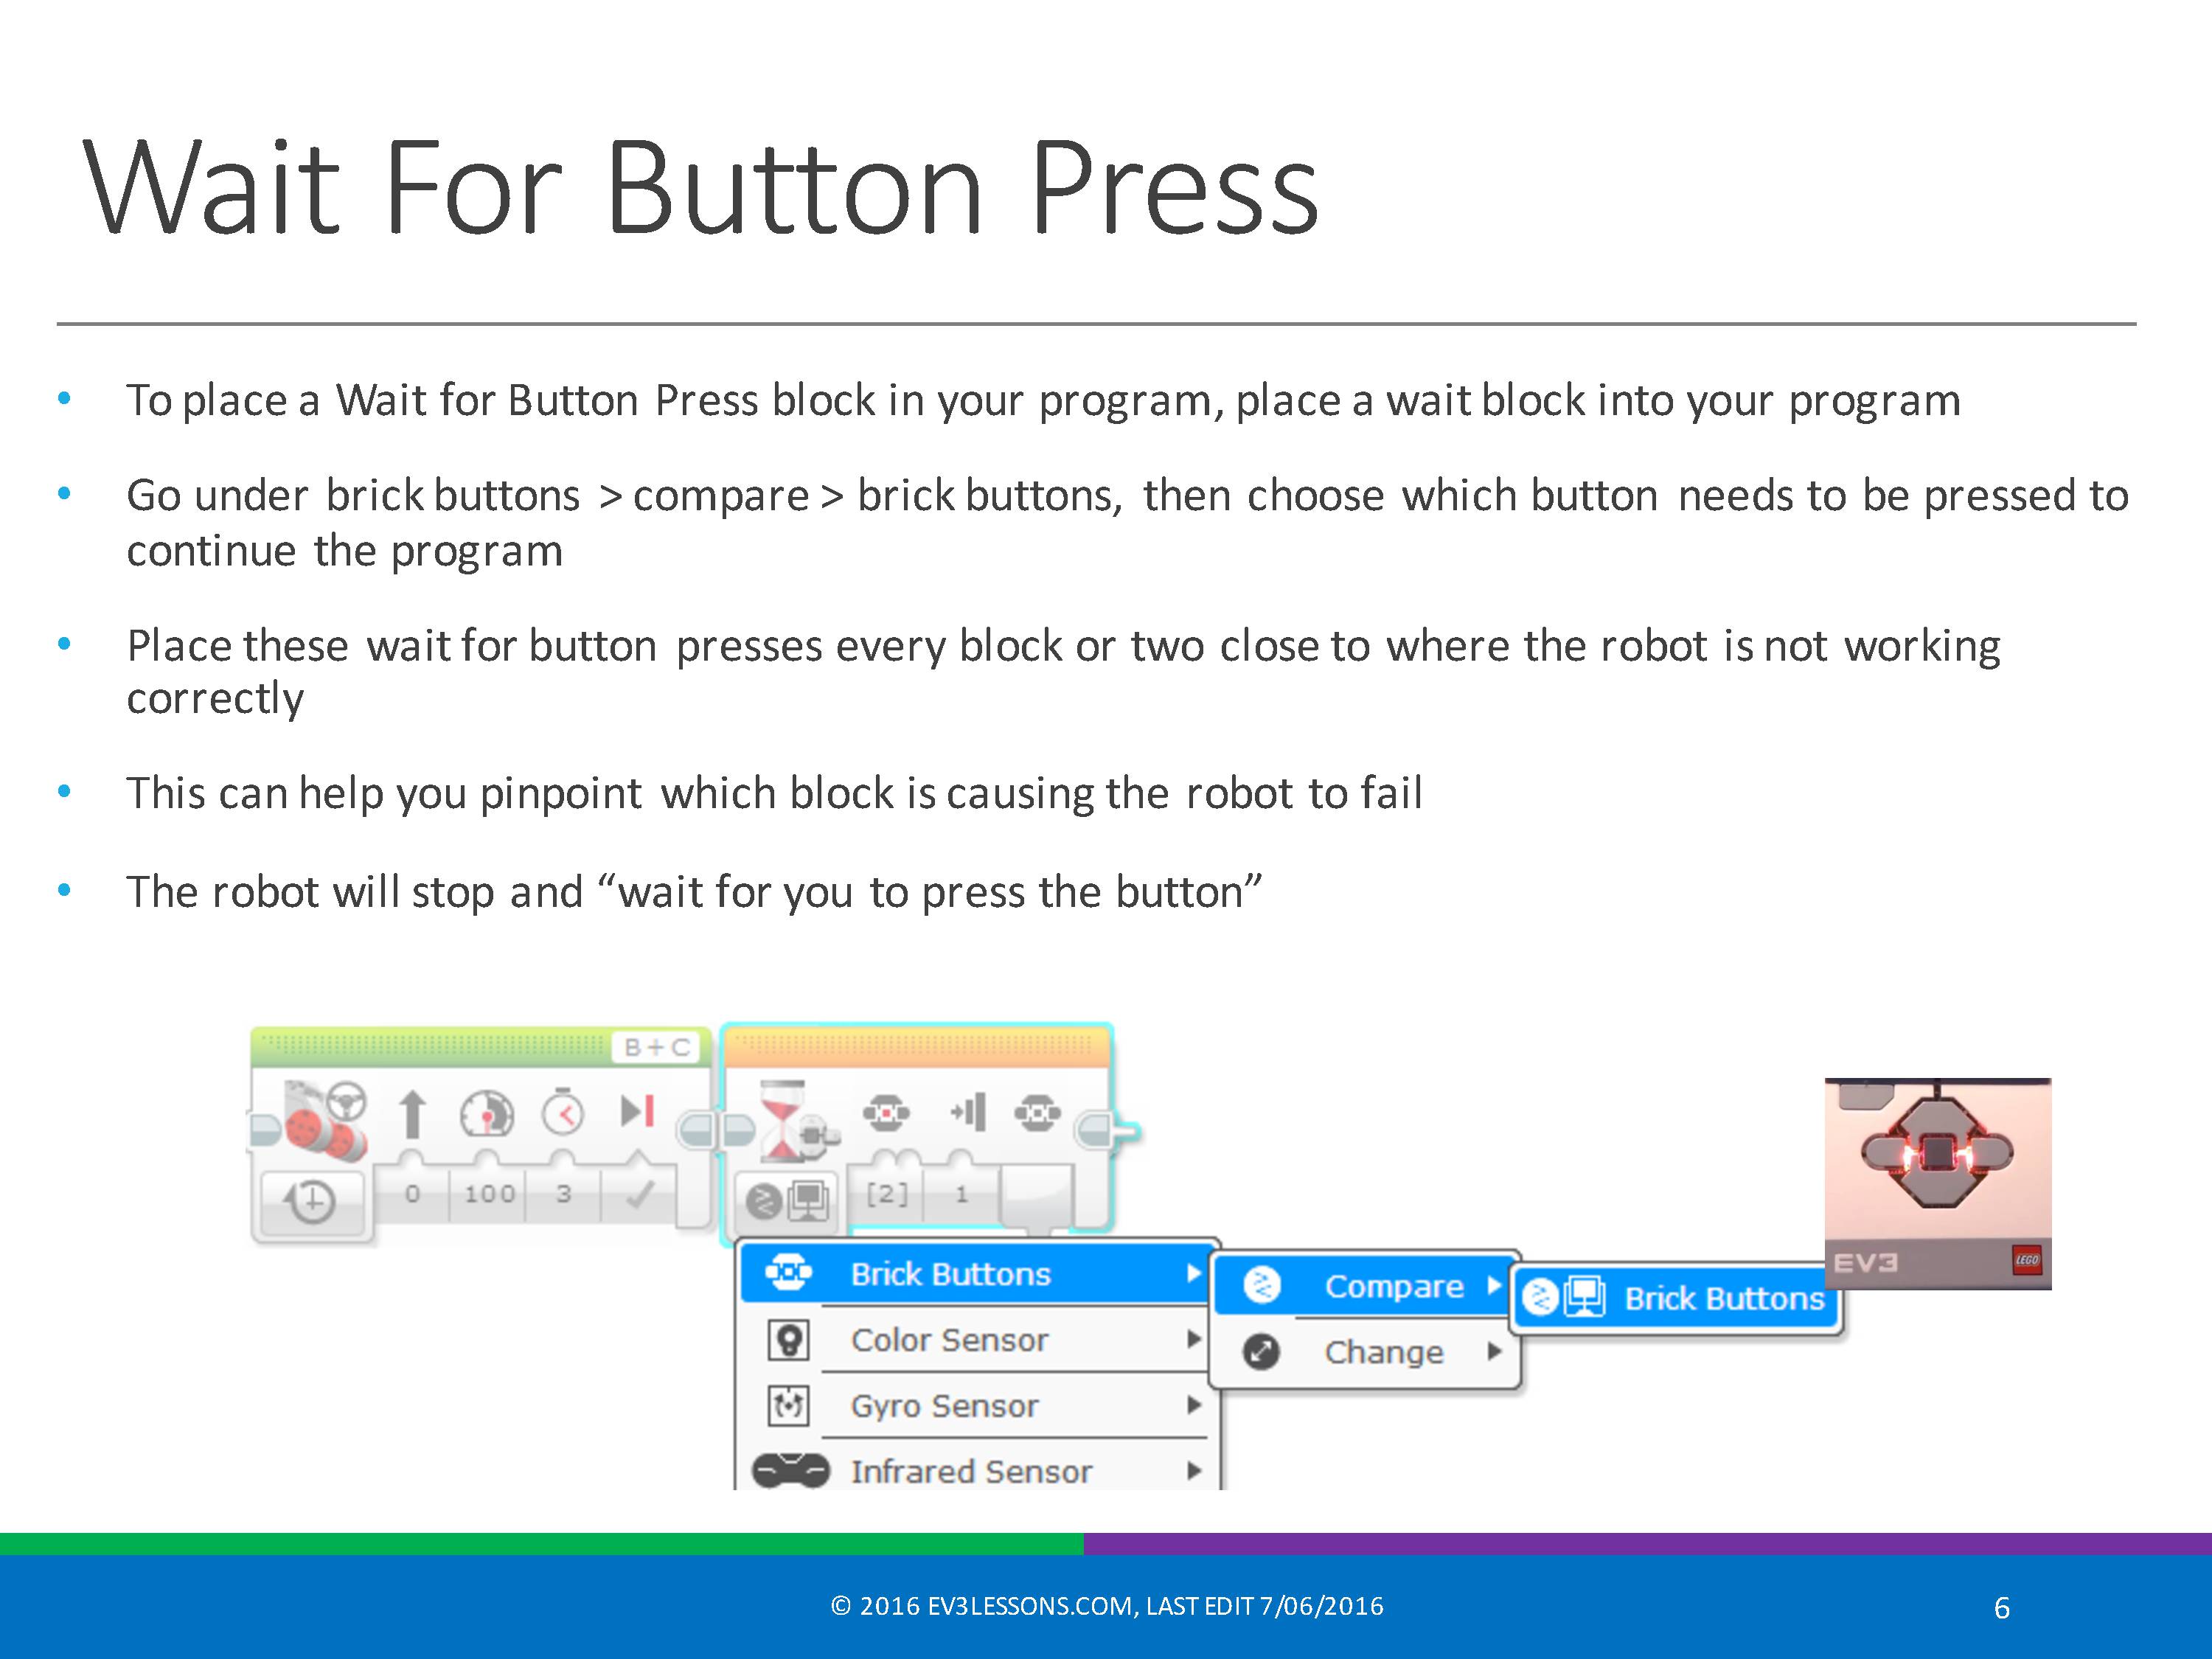 Wait For Button Press
• To place a Wait for Button Press block in your program, place a wait block into your program
• Go under brick buttons > compare > brick buttons, then choose which button needs to be pressed to
continue the program
• Place these wait for button presses every block or two close to where the robot is not working
correctly
• This can help you pinpoint which block is causing the robot to fail
• The robot will stop and “wait for you to press the button”
B+C
0 100 3
[2] 1
Brick Buttons
Color Sensor
Gyro Sensor
Infrared Sensor
Compare
Change
Brick Buttons
EV3
LEGO
© 2016 EV3LESSONS.COM, LAST EDIT 7/06/2016
6